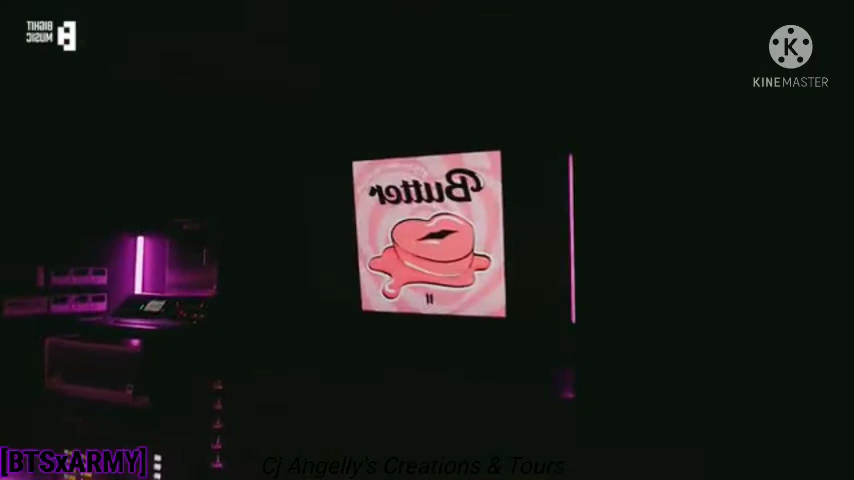 BIGHIT
MUSIC
KINEMASTER
Butter
[BTSxARMY]
Cj Angelly's Creations & Tours